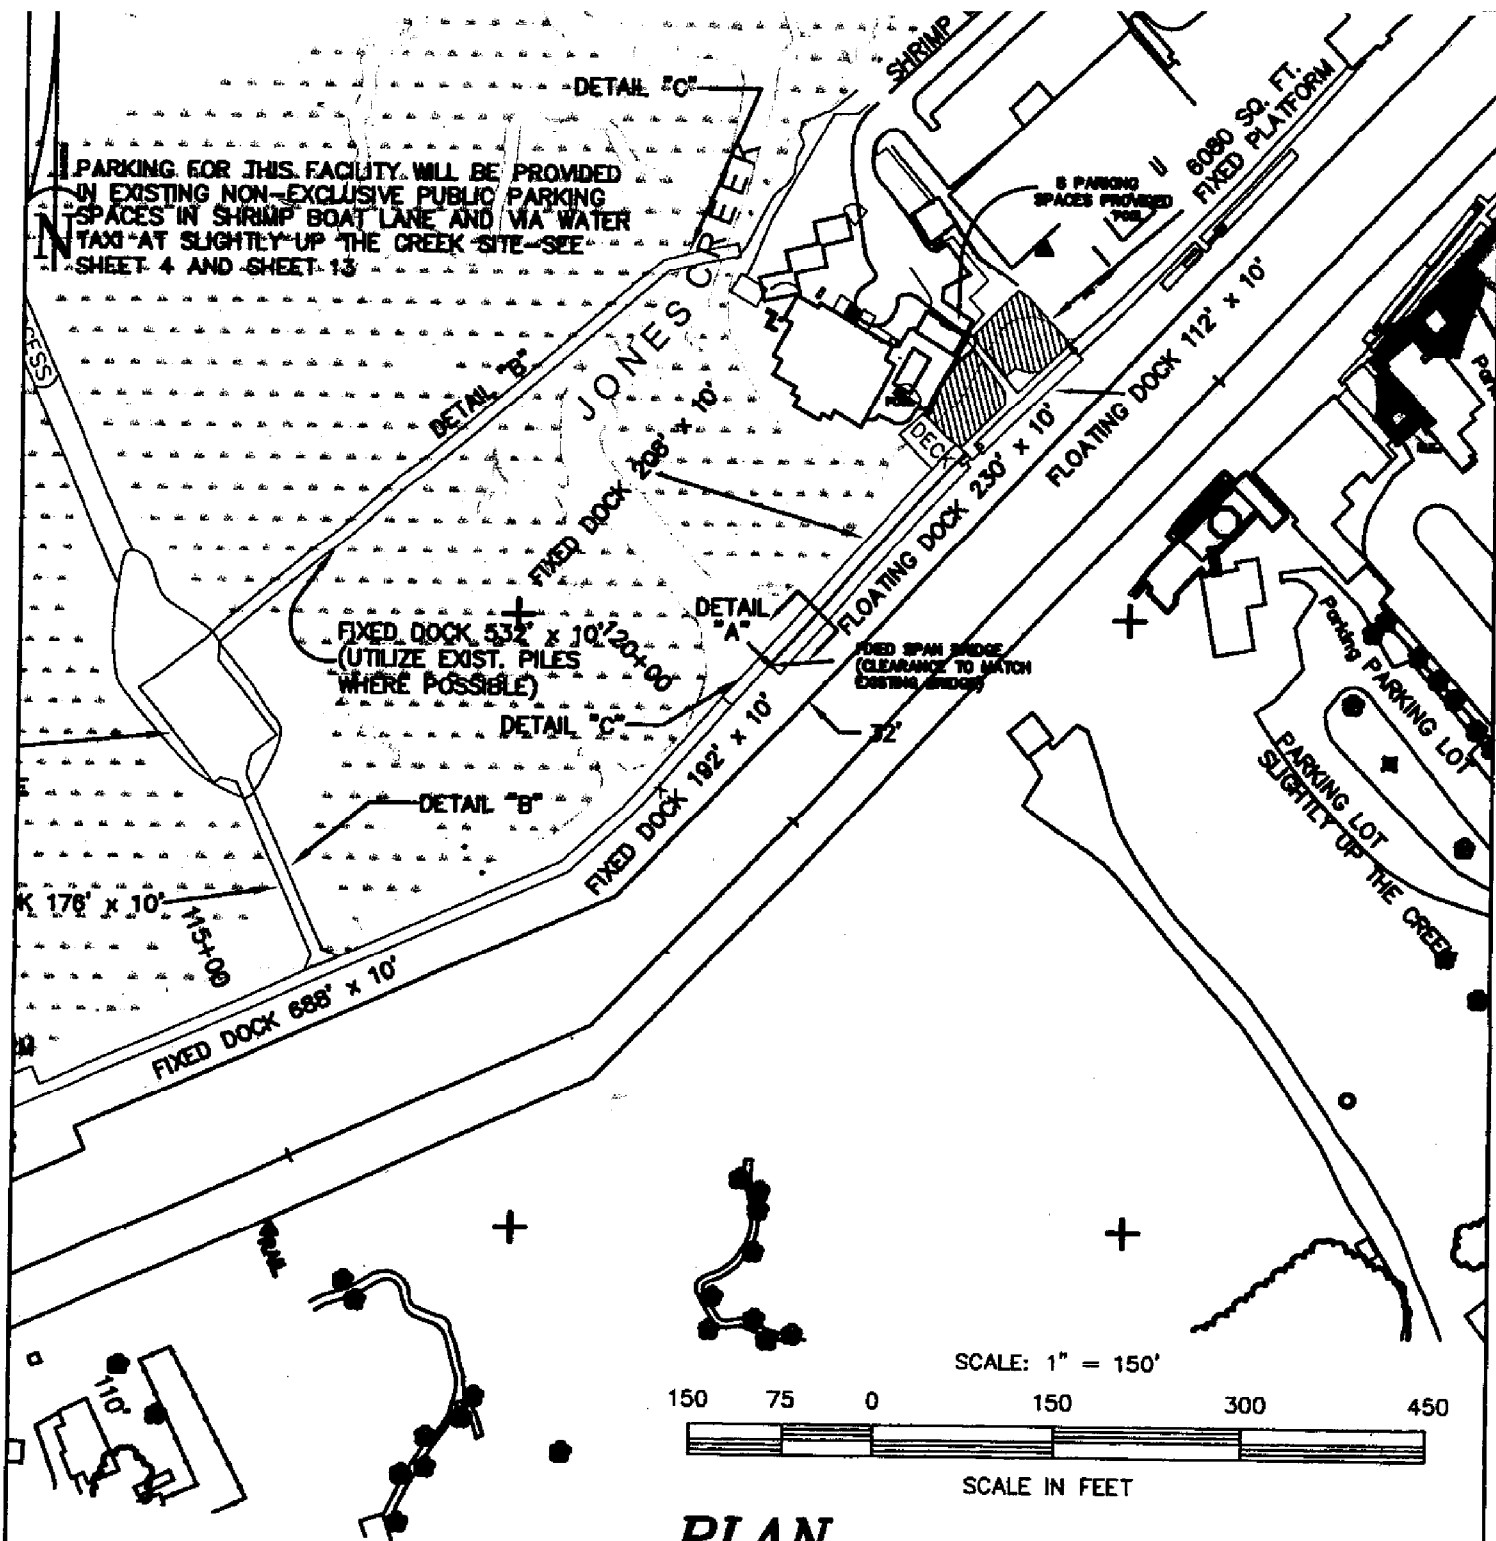 SHRIMP
DETAIL "C"
6080 SQ. FT.
FIXED PLATFORM
PARKING FOR THIS FACILITY WILL BE PROVIDED
IN EXISTING NON-EXCLUSIVE PUBLIC PARKING
SPACES IN SHRIMP BOAT LANE AND VIA WATER
TAXI AT SLIGHTLY UP THE CREEK SITE-SEE
SHEET 4 AND SHEET 13
N
PARKING
SPACES PROVIDED
JONES CREEK
CESS
DETAIL "B"
FIXED DOCK 208' x 10'
DECK
FLOATING DOCK 112' x 10'
FLOATING DOCK 230' x 10'
DETAIL
"A"
FIXED SPAN BRIDGE
(CLEARANCE TO MATCH
EXISTING BRIDGE)
FIXED DOCK 532' x 10'
(UTILIZE EXIST. PILES
WHERE POSSIBLE)
120+00
DETAIL "C"
32'
Parking
PARKING LOT
PARKING LOT
SLIGHTLY UP THE CREEK
DETAIL "B"
FIXED DOCK 192' x 10'
K 176' x 10'
115+00
FIXED DOCK 688' x 10'
TRAIL
110'
SCALE: 1" = 150'
150 75 0 150 300 450
SCALE IN FEET
PLAN